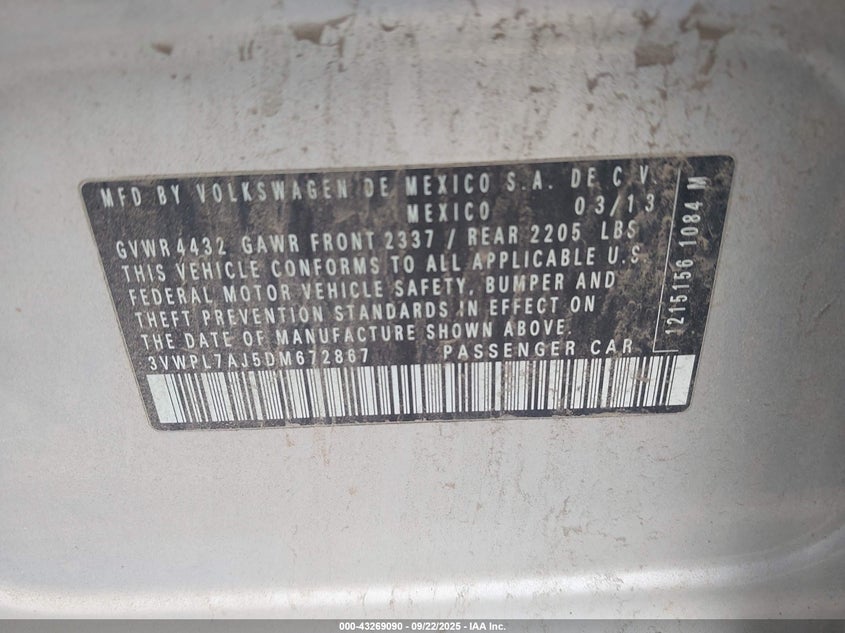 MFD BY VOLKSWAGEN DE MEXICO S.A. DE C.V.
MEXICO 03/13
GVWR 4432 GAWR FRONT 2337 / REAR 2205 LBS
THIS VEHICLE CONFORMS TO ALL APPLICABLE U.S.
FEDERAL MOTOR VEHICLE SAFETY, BUMPER AND
THEFT PREVENTION STANDARDS IN EFFECT ON
THE DATE OF MANUFACTURE SHOWN ABOVE.
3VWPL7AJ5DM672867 PASSENGER CAR
1215156 1084 M
000-43269090 - 09/22/2025 - IAA Inc.